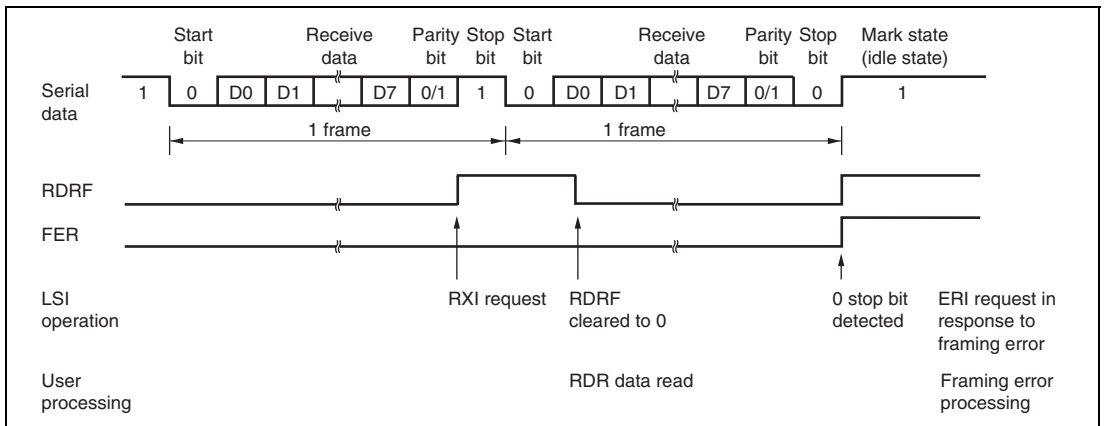 Start bit
Receive data
Parity bit
Stop bit
Start bit
Receive data
Parity bit
Stop bit
Mark state (idle state)
Serial data
1 0 D0 D1 D7 0/1 1 0 D0 D1 D7 0/1 0 1
1 frame 1 frame
RDRF
FER
LSI operation
RXI request
RDRF cleared to 0
0 stop bit detected
ERI request in response to framing error
User processing
RDR data read
Framing error processing